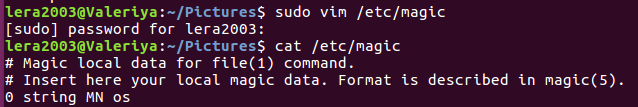 lera2003@Valeriya:~/Pictures$ sudo vim /etc/magic
[sudo] password for lera2003:
lera2003@Valeriya:~/Pictures$ cat /etc/magic
# Magic local data for file(1) command.
# Insert here your local magic data. Format is described in magic(5).
0 string MN os